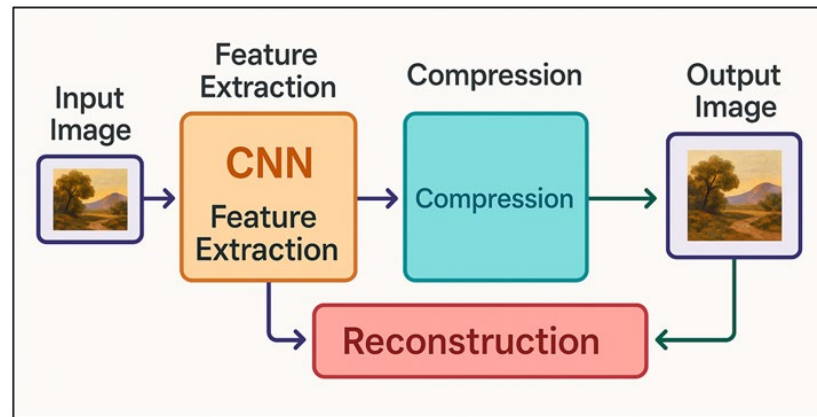 Input
Image
Feature
Extraction
CNN
Feature
Extraction
Compression
Compression
Output
Image
Reconstruction